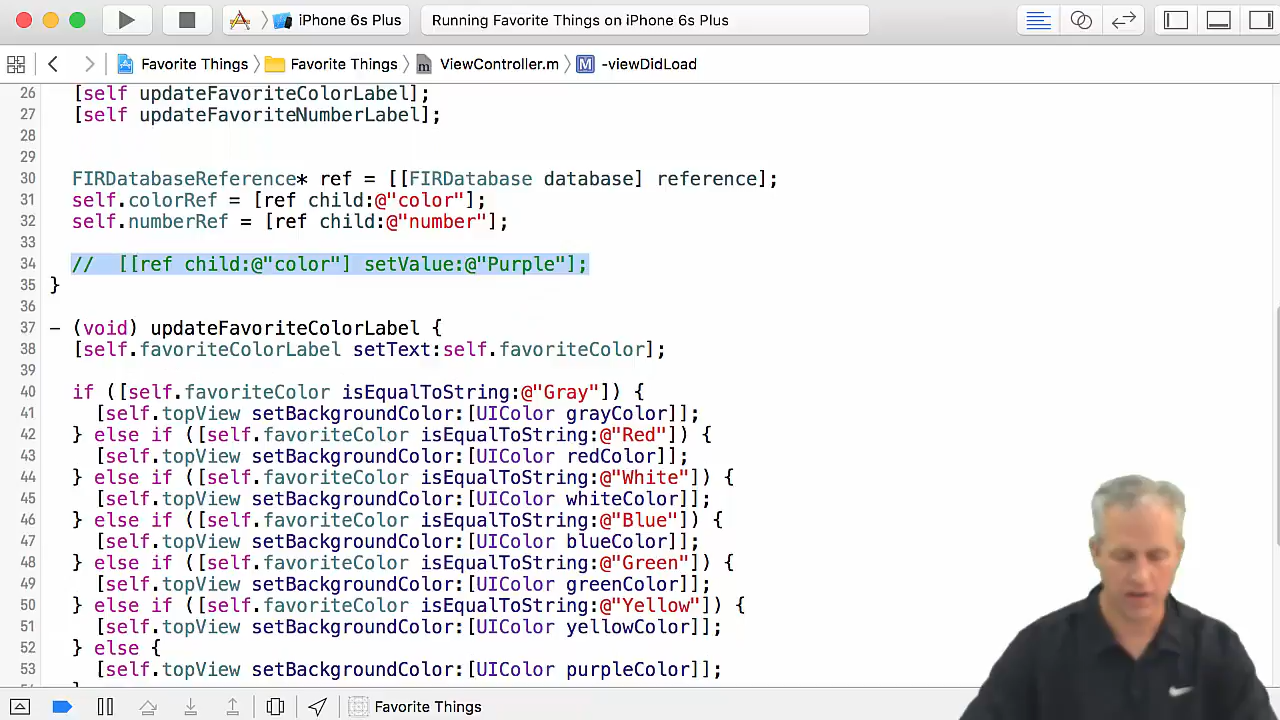 iPhone 6s Plus
Running Favorite Things on iPhone 6s Plus
Favorite Things
Favorite Things
ViewController.m
-viewDidLoad
26 [self updateFavoriteColorLabel];
27 [self updateFavoriteNumberLabel];
28
29
30 FIRDatabaseReference* ref = [[FIRDatabase database] reference];
31 self.colorRef = [ref child:@"color"];
32 self.numberRef = [ref child:@"number"];
33
34 // [[ref child:@"color"] setValue:@"Purple"];
35 }
36
37 – (void) updateFavoriteColorLabel {
38 [self.favoriteColorLabel setText:self.favoriteColor];
39
40 if ([self.favoriteColor isEqualToString:@"Gray"]) {
41 [self.topView setBackgroundColor:[UIColor grayColor]];
42 } else if ([self.favoriteColor isEqualToString:@"Red"]) {
43 [self.topView setBackgroundColor:[UIColor redColor]];
44 } else if ([self.favoriteColor isEqualToString:@"White"]) {
45 [self.topView setBackgroundColor:[UIColor whiteColor]];
46 } else if ([self.favoriteColor isEqualToString:@"Blue"]) {
47 [self.topView setBackgroundColor:[UIColor blueColor]];
48 } else if ([self.favoriteColor isEqualToString:@"Green"]) {
49 [self.topView setBackgroundColor:[UIColor greenColor]];
50 } else if ([self.favoriteColor isEqualToString:@"Yellow"]) {
51 [self.topView setBackgroundColor:[UIColor yellowColor]];
52 } else {
53 [self.topView setBackgroundColor:[UIColor purpleColor]];
Favorite Things